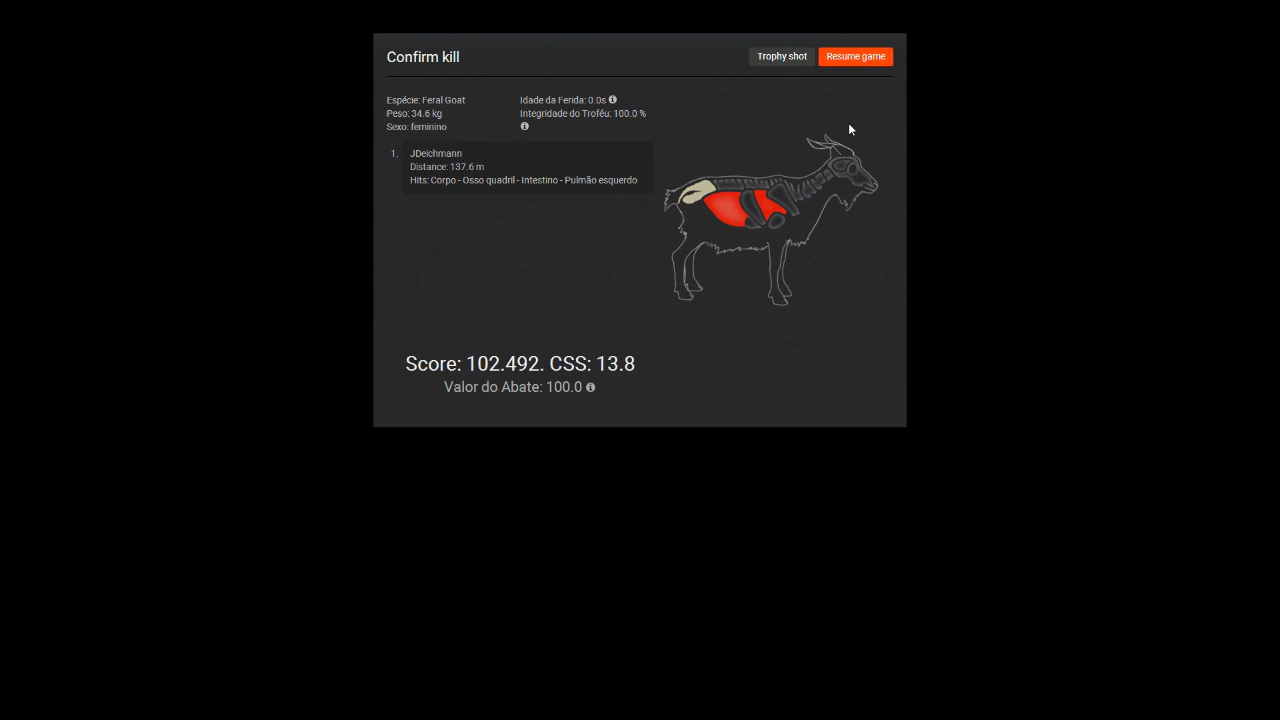 Confirm kill
Trophy shot
Resume game
Espécie: Feral Goat
Peso: 34.6 kg
Sexo: feminino
Idade da Ferida: 0.0s
Integridade do Troféu: 100.0 %
1. JDeichmann
Distance: 137.6 m
Hits: Corpo - Osso quadril - Intestino - Pulmão esquerdo
Score: 102.492. CSS: 13.8
Valor do Abate: 100.0